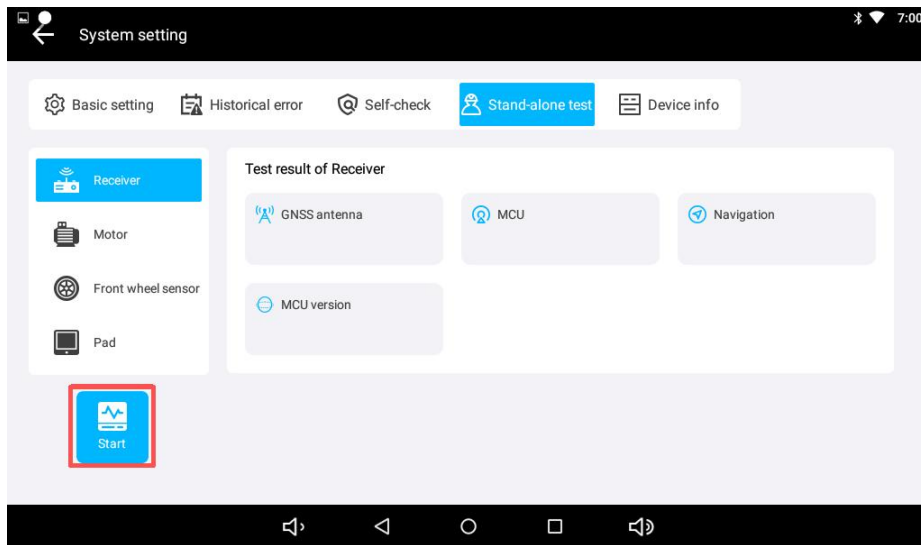 7:00
System setting
Basic setting Historical error Self-check Stand-alone test Device info
Receiver
Motor
Front wheel sensor
Pad
Start
Test result of Receiver
GNSS antenna MCU Navigation
MCU version